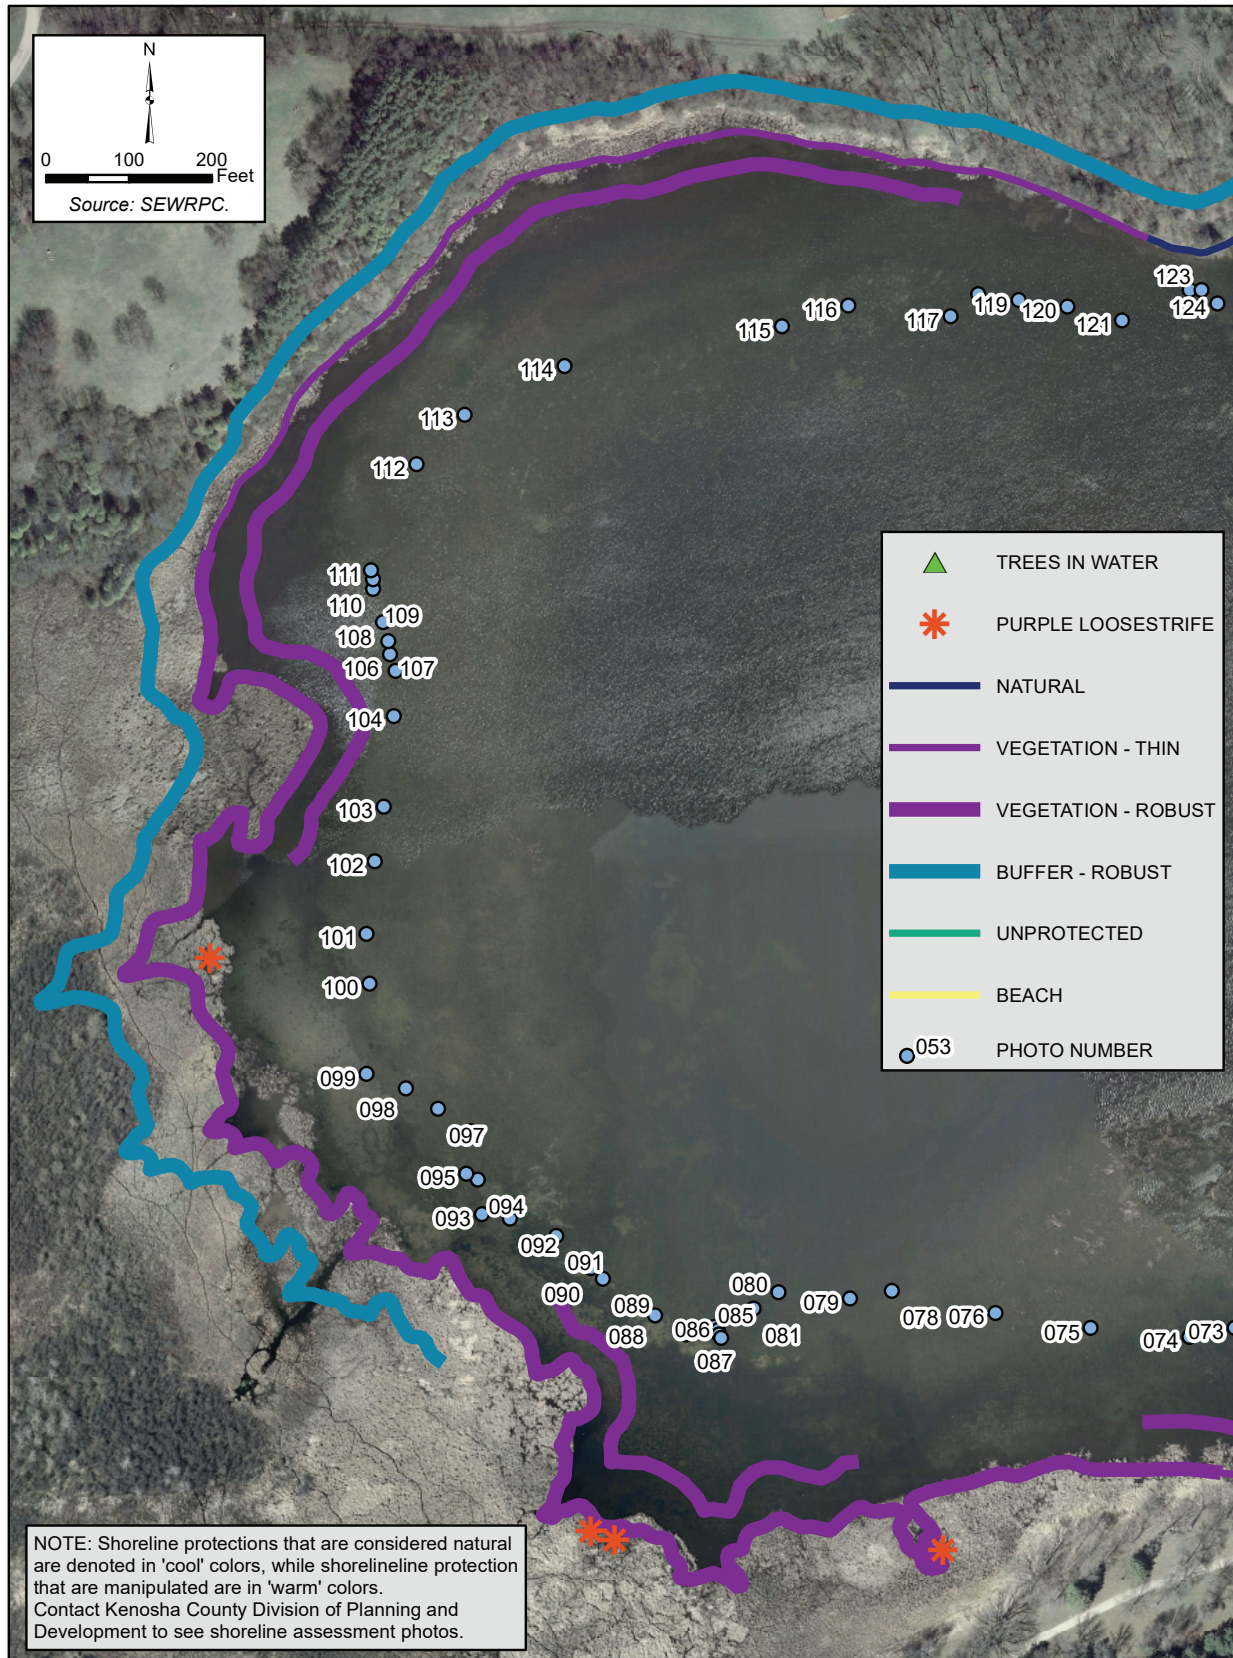 N
0 100 200
Feet
Source: SEWRPC.
123
124
116
119
120
121
117
115
114
113
112
111
110
109
108
106 107
104
103
102
101
100
099
098
097
095
094
093
092
091
090
089
088
086
085
087
080
081
079
078
076
075
074
073
TREES IN WATER
PURPLE LOOSESTRIFE
NATURAL
VEGETATION - THIN
VEGETATION - ROBUST
BUFFER - ROBUST
UNPROTECTED
BEACH
053 PHOTO NUMBER
NOTE: Shoreline protections that are considered natural
are denoted in 'cool' colors, while shorelineline protection
that are manipulated are in 'warm' colors.
Contact Kenosha County Division of Planning and
Development to see shoreline assessment photos.